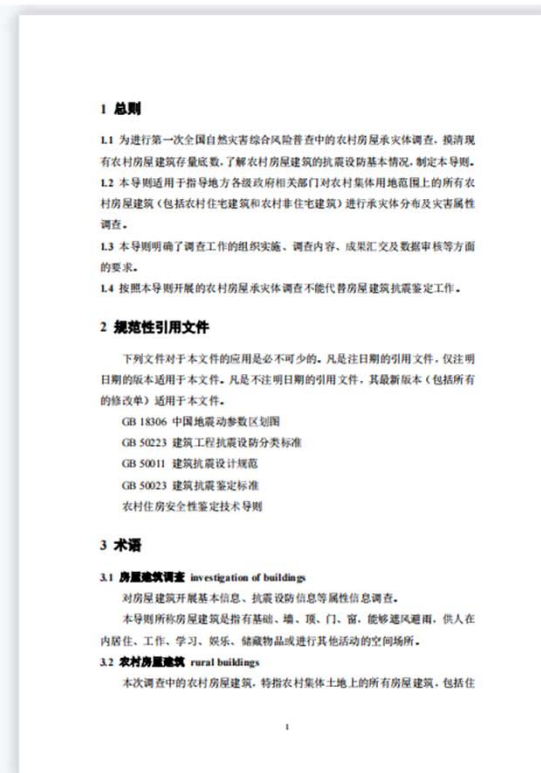 1 总则
1.1 为进行第一次全国自然灾害综合风险普查中的农村房屋承灾体调查，摸清现
有农村房屋建筑存量底数，了解农村房屋建筑的抗震设防基本情况，制定本导则。
1.2 本导则适用于指导地方各级政府相关部门对农村集体用地范围上的所有农
村房屋建筑（包括农村住宅建筑和农村非住宅建筑）进行承灾体分布及灾害属性
调查。
1.3 本导则明确了调查工作的组织实施、调查内容、成果汇交及数据审核等方面
的要求。
1.4 按照本导则开展的农村房屋承灾体调查不能代替房屋建筑抗震鉴定工作。
2 规范性引用文件
下列文件对于本文件的应用是必不可少的。凡是注日期的引用文件，仅注明
日期的版本适用于本文件。凡是不注明日期的引用文件，其最新版本（包括所有
的修改单）适用于本文件。
GB 18306 中国地震动参数区划图
GB 50223 建筑工程抗震设防分类标准
GB 50011 建筑抗震设计规范
GB 50023 建筑抗震鉴定标准
农村住房安全性鉴定技术导则
3 术语
3.1 房屋建筑调查 investigation of buildings
对房屋建筑开展基本信息、抗震设防信息等属性信息调查。
本导则所称房屋建筑是指有基础、墙、顶、门、窗，能够遮风避雨，供人在
内居住、工作、学习、娱乐、储藏物品或进行其他活动的空间场所。
3.2 农村房屋建筑 rural buildings
本次调查中的农村房屋建筑，特指农村集体土地上的所有房屋建筑，包括住
1